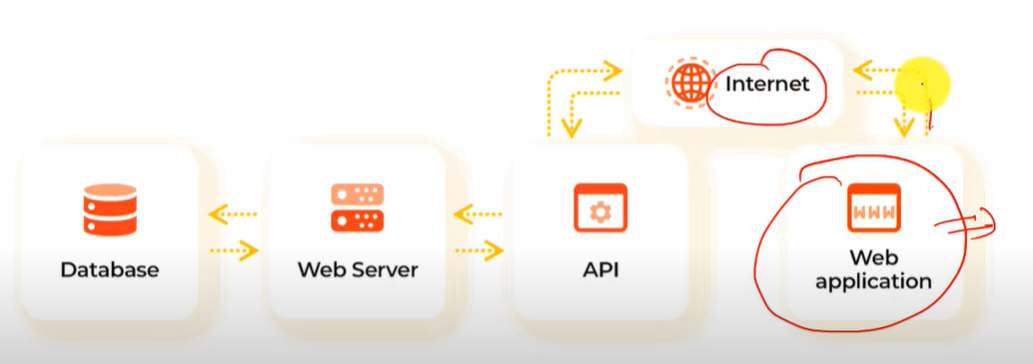 Internet
Database
Web Server
API
WWW
Web
application